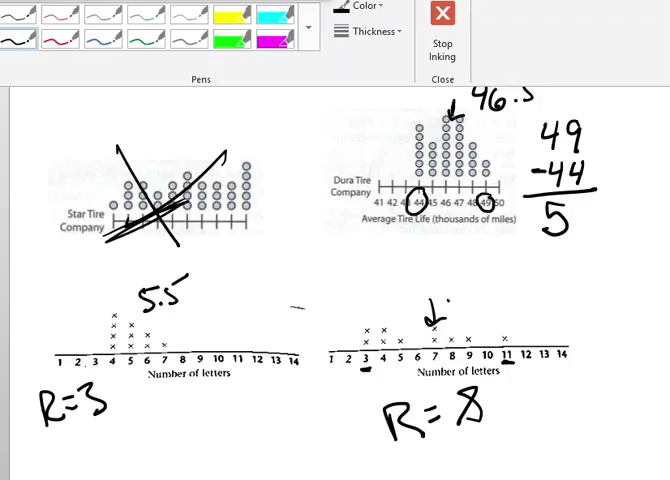 Color
Thickness
Stop
Inking
Pens
Close
46.5
Star Tire
Company
Dura Tire
Company
41 42 43 44 45 46 47 48 49 50
Average Tire Life (thousands of miles)
49
-44
5
5.5
1 2 3 4 5 6 7 8 9 10 11 12 13 14
Number of letters
R=3
1 2 3 4 5 6 7 8 9 10 11 12 13 14
Number of letters
R=8